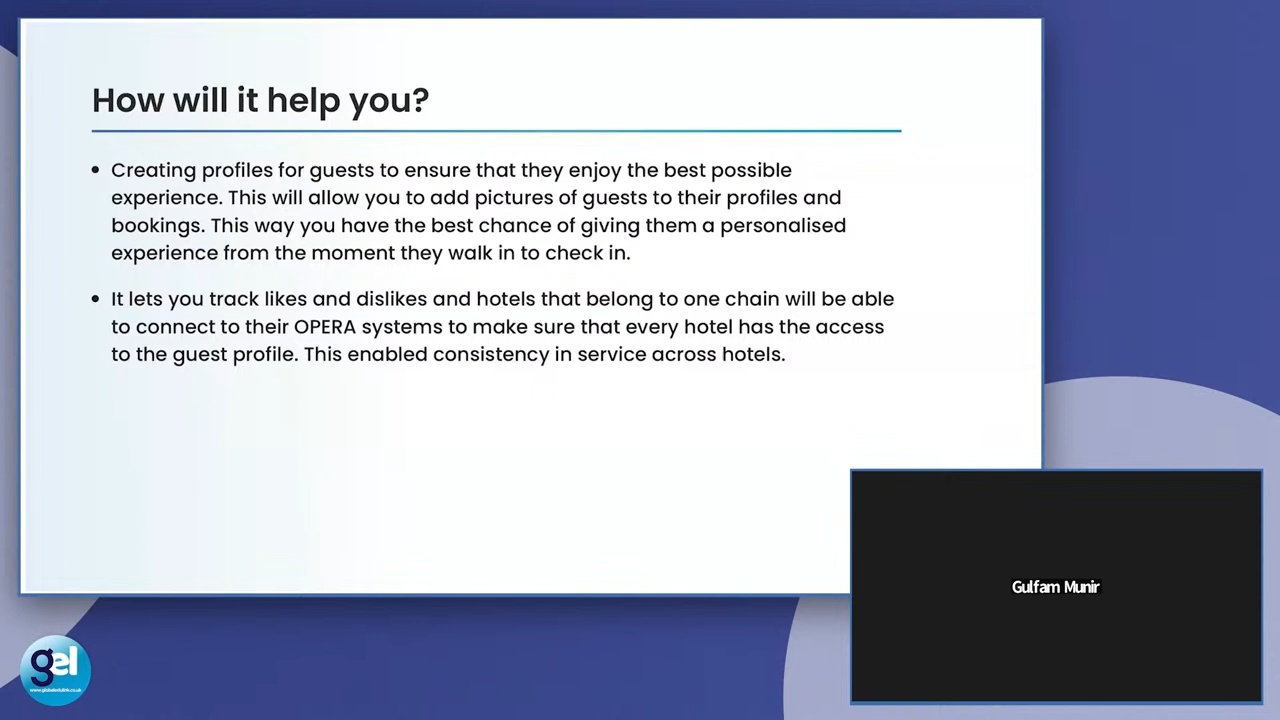 How will it help you?
• Creating profiles for guests to ensure that they enjoy the best possible
experience. This will allow you to add pictures of guests to their profiles and
bookings. This way you have the best chance of giving them a personalised
experience from the moment they walk in to check in.
• It lets you track likes and dislikes and hotels that belong to one chain will be able
to connect to their OPERA systems to make sure that every hotel has the access
to the guest profile. This enabled consistency in service across hotels.
Gulfam Munir
gel
www.globaledulink.co.uk